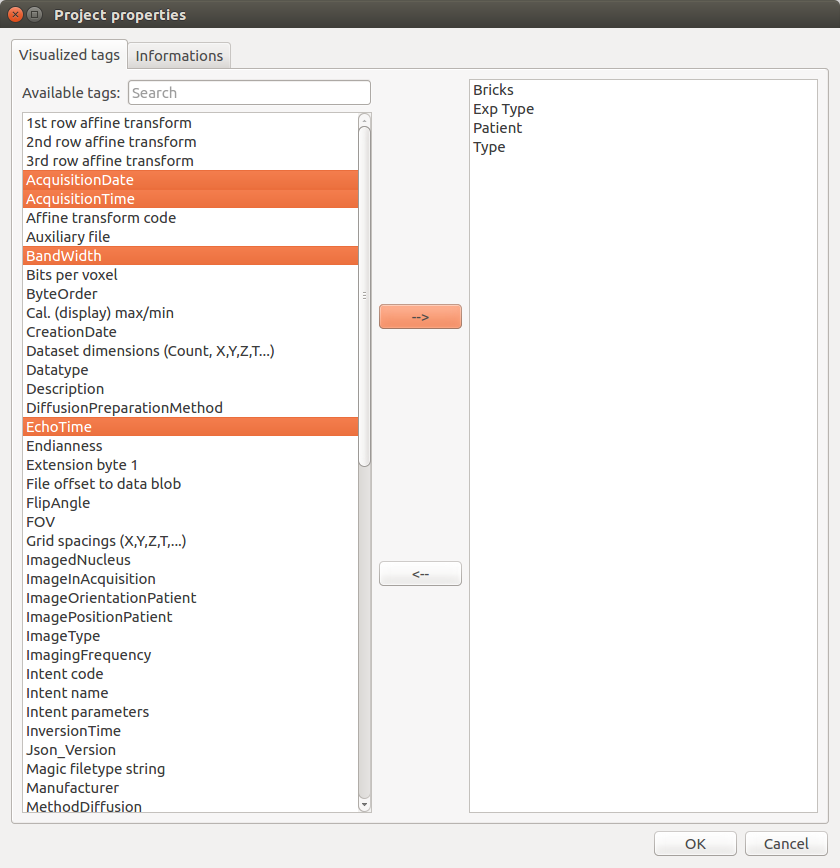 Project properties
Visualized tags
Informations
Available tags:
Search
1st row affine transform
2nd row affine transform
3rd row affine transform
AcquisitionDate
AcquisitionTime
Affine transform code
Auxiliary file
BandWidth
Bits per voxel
ByteOrder
Cal. (display) max/min
CreationDate
Dataset dimensions (Count, X,Y,Z,T...)
Datatype
Description
DiffusionPreparationMethod
EchoTime
Endianness
Extension byte 1
File offset to data blob
FlipAngle
FOV
Grid spacings (X,Y,Z,T,...)
ImagedNucleus
ImageInAcquisition
ImageOrientationPatient
ImagePositionPatient
ImageType
ImagingFrequency
Intent code
Intent name
Intent parameters
InversionTime
Json_Version
Magic filetype string
Manufacturer
MethodDiffusion
-->
<--
Bricks
Exp Type
Patient
Type
OK
Cancel